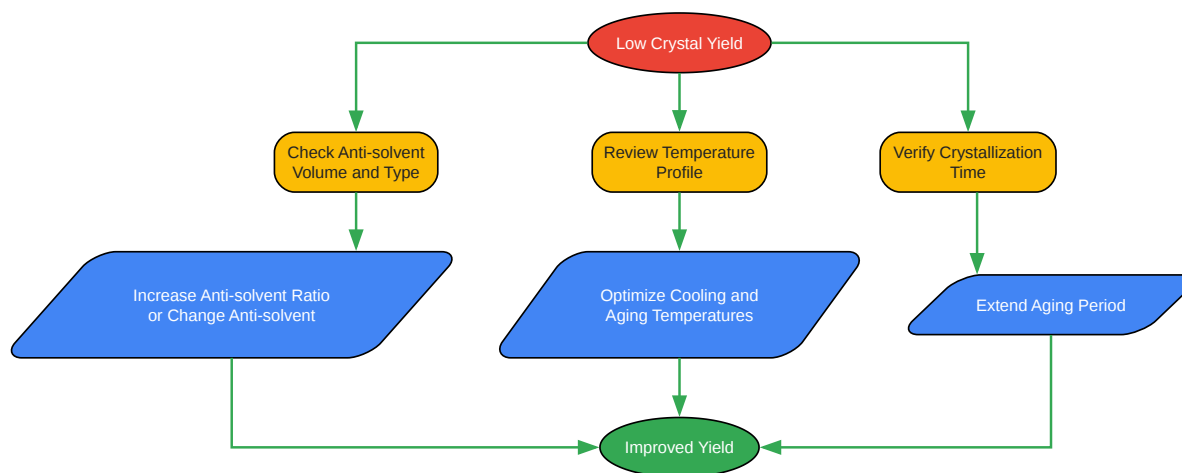 Low Crystal Yield
Check Anti-solvent
Volume and Type
Review Temperature
Profile
Verify Crystallization
Time
Increase Anti-solvent Ratio
or Change Anti-solvent
Optimize Cooling and
Aging Temperatures
Extend Aging Period
Improved Yield